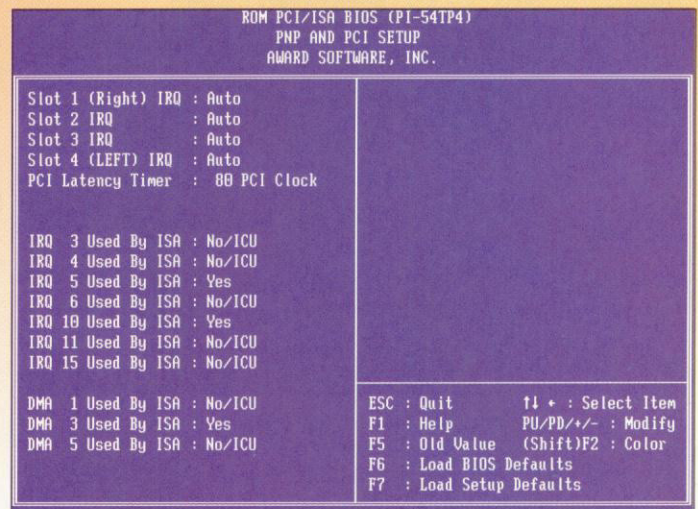 ROM PCI/ISA BIOS (PI-54TP4)
PNP AND PCI SETUP
AWARD SOFTWARE, INC.
Slot 1 (Right) IRQ : Auto
Slot 2 IRQ : Auto
Slot 3 IRQ : Auto
Slot 4 (LEFT) IRQ : Auto
PCI Latency Timer : 80 PCI Clock
IRQ 3 Used By ISA : No/ICU
IRQ 4 Used By ISA : No/ICU
IRQ 5 Used By ISA : Yes
IRQ 6 Used By ISA : No/ICU
IRQ 10 Used By ISA : Yes
IRQ 11 Used By ISA : No/ICU
IRQ 15 Used By ISA : No/ICU
DMA 1 Used By ISA : No/ICU
DMA 3 Used By ISA : Yes
DMA 5 Used By ISA : No/ICU
ESC : Quit ↑↓ ← : Select Item
F1 : Help PU/PD/+/- : Modify
F5 : Old Value (Shift)F2 : Color
F6 : Load BIOS Defaults
F7 : Load Setup Defaults